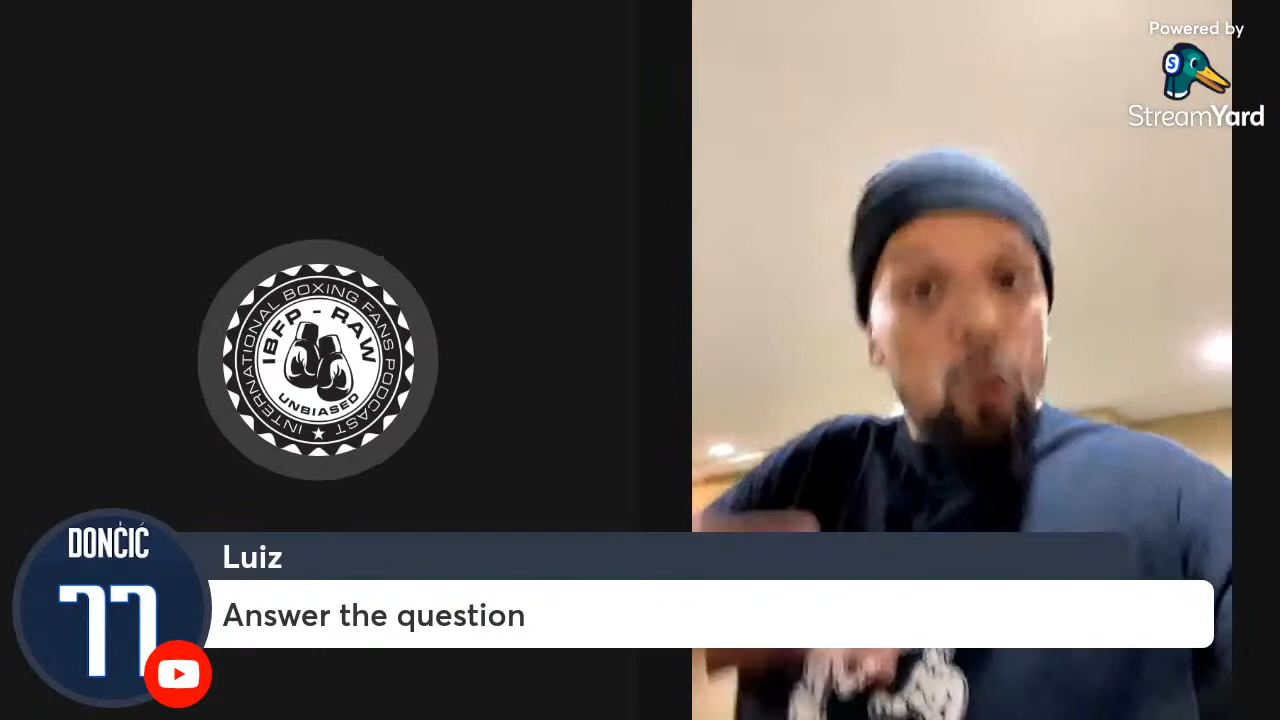 Powered by
StreamYard
INTERNATIONAL BOXING FANS PODCAST
IBFP - RAW
UNBIASED
DONČIĆ
77
Luiz
Answer the question